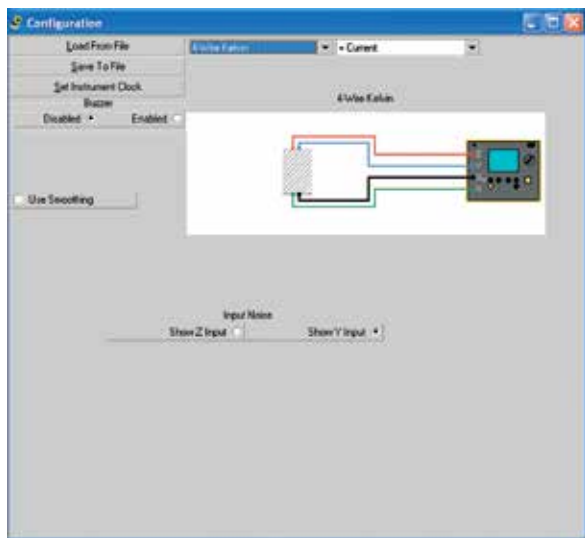 Configuration
Load From File
4-Wire Kelvin
+ Current
Save To File
Set Instrument Clock
Buzzer
4-Wire Kelvin
Disabled
Enabled
Use Smoothing
Input Noise
Show Z Input
Show Y Input